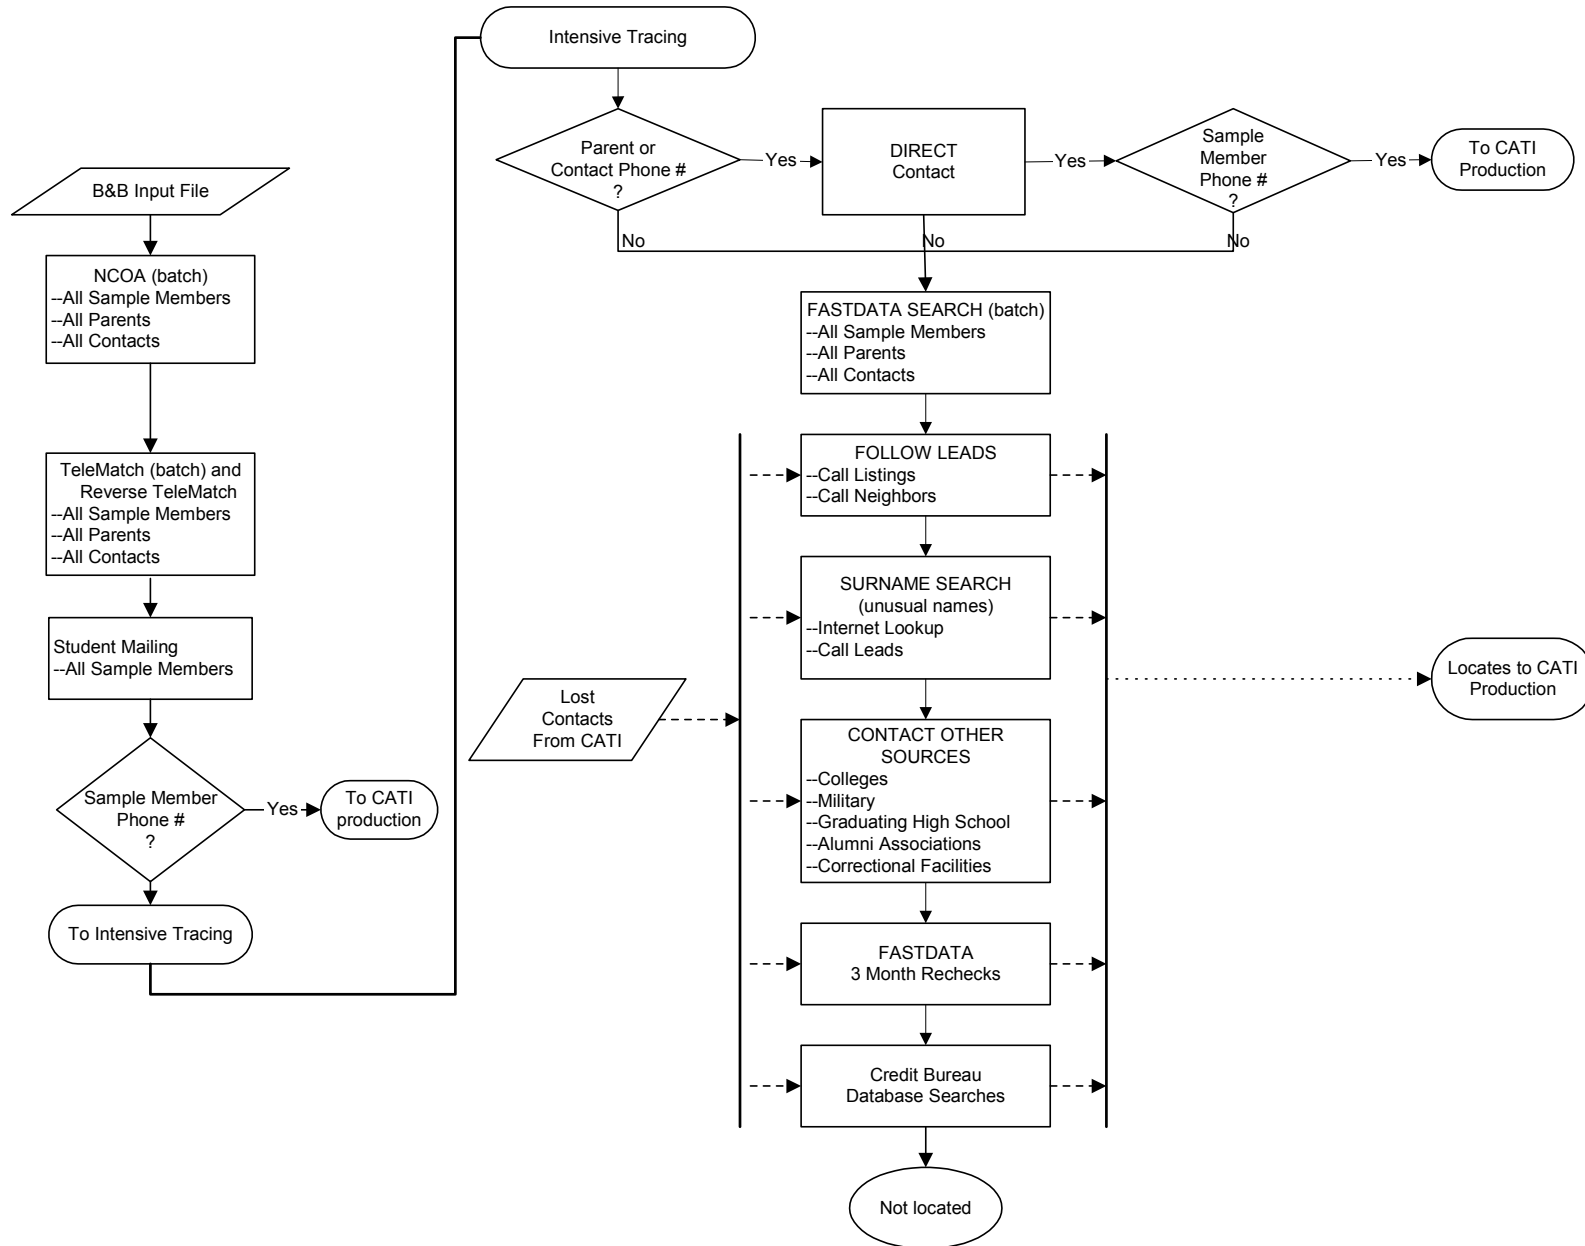 B&B Input File
NCOA (batch)
--All Sample Members
--All Parents
--All Contacts
TeleMatch (batch) and
Reverse TeleMatch
--All Sample Members
--All Parents
--All Contacts
Student Mailing
--All Sample Members
Sample Member
Phone #
?
Yes
To CATI
production
To Intensive Tracing
Intensive Tracing
Parent or
Contact Phone #
?
Yes
DIRECT
Contact
Yes
Sample
Member
Phone #
?
Yes
To CATI
Production
No
No
No
FASTDATA SEARCH (batch)
--All Sample Members
--All Parents
--All Contacts
FOLLOW LEADS
--Call Listings
--Call Neighbors
SURNAME SEARCH
(unusual names)
--Internet Lookup
--Call Leads
Lost
Contacts
From CATI
CONTACT OTHER
SOURCES
--Colleges
--Military
--Graduating High School
--Alumni Associations
--Correctional Facilities
Locates to CATI
Production
FASTDATA
3 Month Rechecks
Credit Bureau
Database Searches
Not located